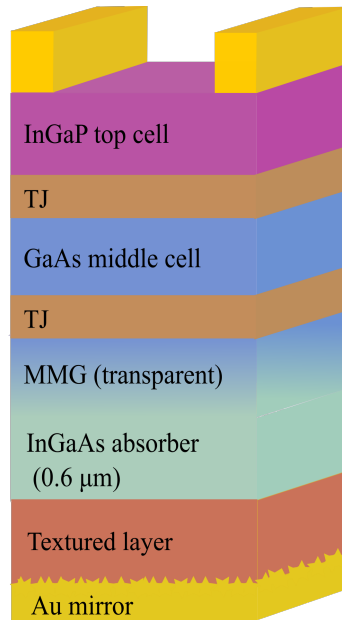 InGaP top cell
TJ
GaAs middle cell
TJ
MMG (transparent)
InGaAs absorber
(0.6 μm)
Textured layer
Au mirror